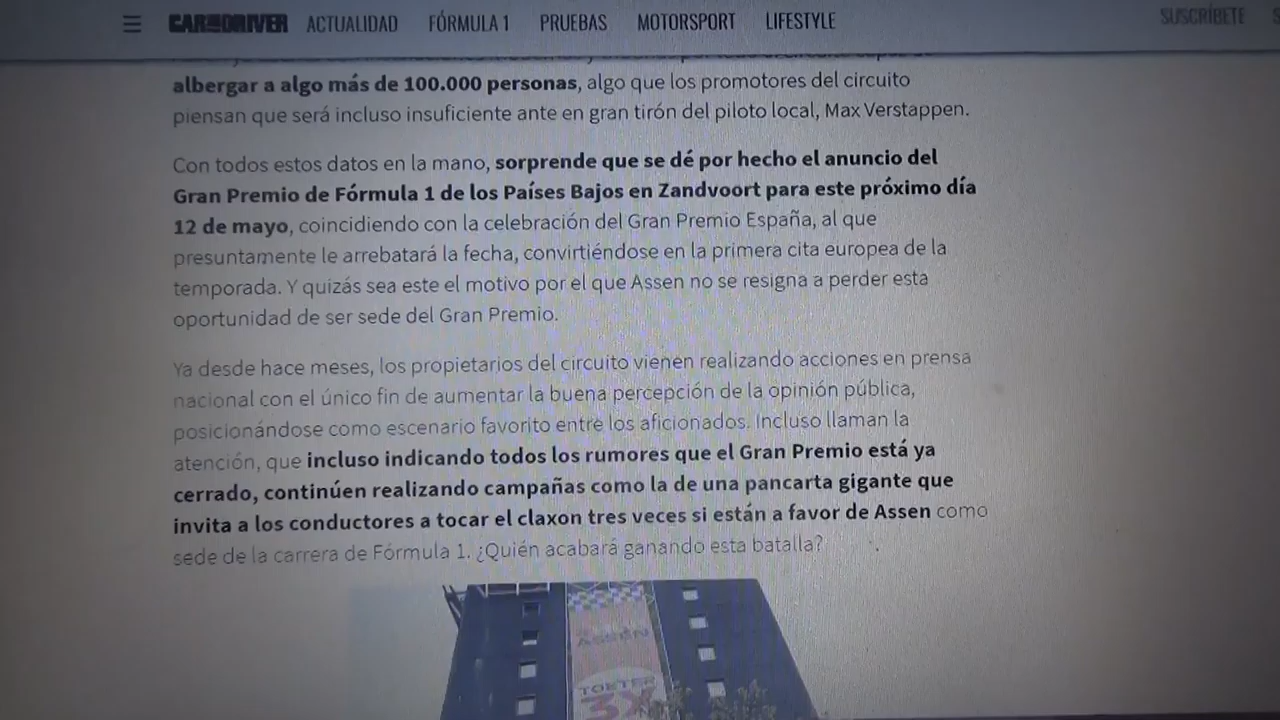 CAR AND DRIVER ACTUALIDAD FÓRMULA 1 PRUEBAS MOTORSPORT LIFESTYLE SUSCRÍBETE
albergar a algo más de 100.000 personas, algo que los promotores del circuito
piensan que será incluso insuficiente ante en gran tirón del piloto local, Max Verstappen.
Con todos estos datos en la mano, sorprende que se dé por hecho el anuncio del
Gran Premio de Fórmula 1 de los Países Bajos en Zandvoort para este próximo día
12 de mayo, coincidiendo con la celebración del Gran Premio España, al que
presuntamente le arrebatará la fecha, convirtiéndose en la primera cita europea de la
temporada. Y quizás sea este el motivo por el que Assen no se resigna a perder esta
oportunidad de ser sede del Gran Premio.
Ya desde hace meses, los propietarios del circuito vienen realizando acciones en prensa
nacional con el único fin de aumentar la buena percepción de la opinión pública,
posicionándose como escenario favorito entre los aficionados. Incluso llaman la
atención, que incluso indicando todos los rumores que el Gran Premio está ya
cerrado, continúen realizando campañas como la de una pancarta gigante que
invita a los conductores a tocar el claxon tres veces si están a favor de Assen como
sede de la carrera de Fórmula 1. ¿Quién acabará ganando esta batalla?
ASSEN
TOETER
3X